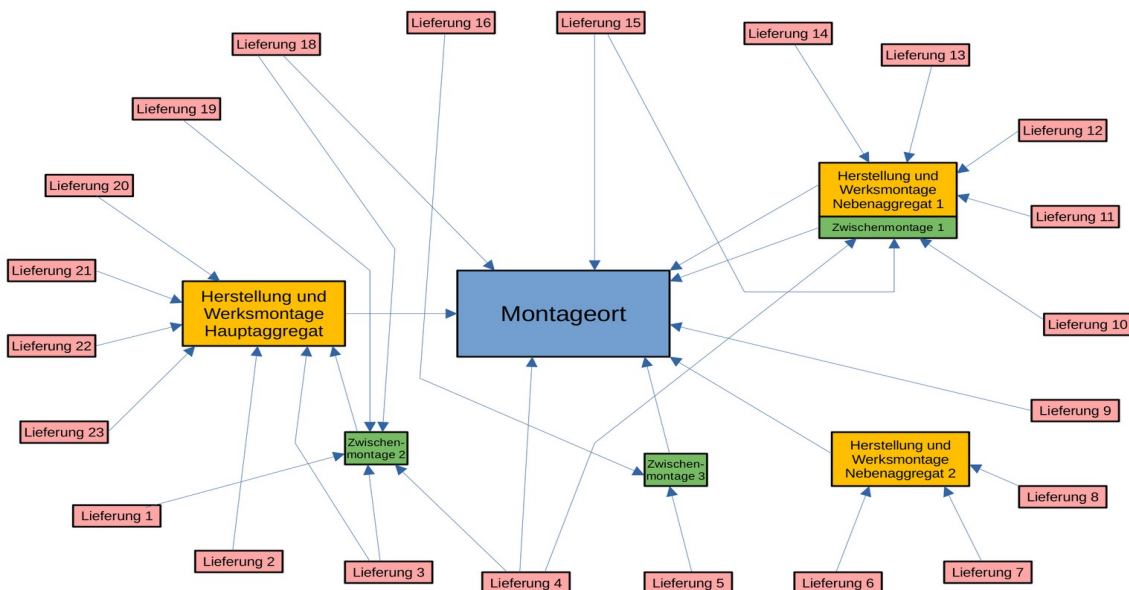 Lieferung 16
Lieferung 15
Lieferung 14
Lieferung 18
Lieferung 13
Lieferung 19
Lieferung 12
Herstellung und
Werksmontage
Nebenaggregat 1
Lieferung 20
Lieferung 11
Zwischenmontage 1
Lieferung 21
Herstellung und
Werksmontage
Hauptaggregat
Montageort
Lieferung 10
Lieferung 22
Lieferung 9
Lieferung 23
Zwischen-
montage 2
Herstellung und
Werksmontage
Nebenaggregat 2
Zwischen-
montage 3
Lieferung 8
Lieferung 1
Lieferung 2
Lieferung 3
Lieferung 7
Lieferung 4
Lieferung 5
Lieferung 6